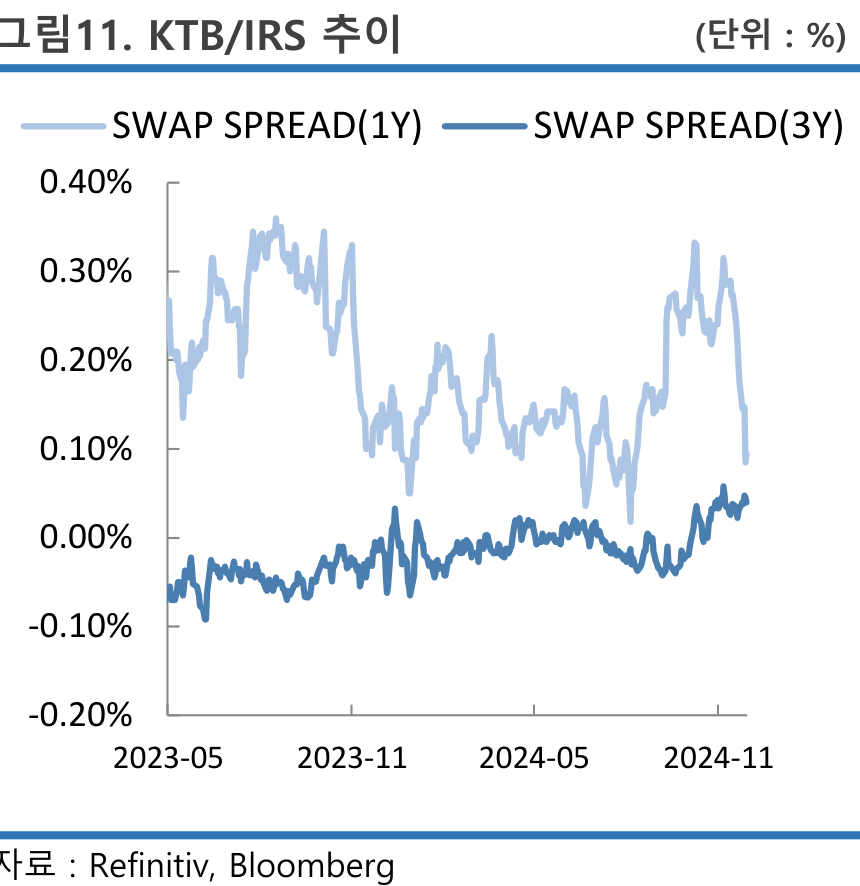 그림11. KTB/IRS 추이 (단위 : %)
SWAP SPREAD(1Y) SWAP SPREAD(3Y)
0.40%
0.30%
0.20%
0.10%
0.00%
-0.10%
-0.20%
2023-05 2023-11 2024-05 2024-11
자료 : Refinitiv, Bloomberg